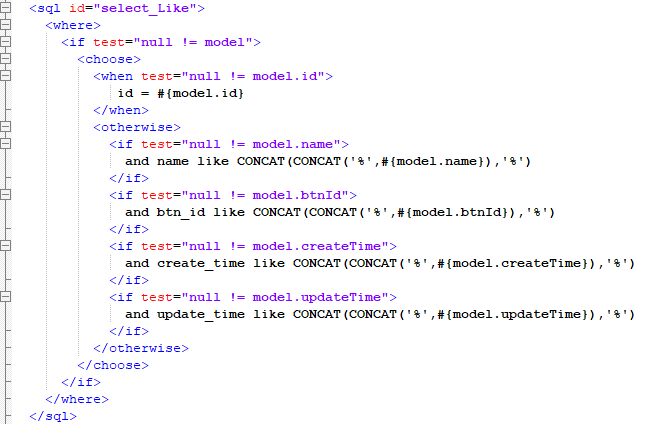 <sql id="select_Like">
<where>
<if test="null != model">
<choose>
<when test="null != model.id">
id = #{model.id}
</when>
<otherwise>
<if test="null != model.name">
and name like CONCAT(CONCAT('%',#{model.name}),'%')
</if>
<if test="null != model.btnId">
and btn_id like CONCAT(CONCAT('%',#{model.btnId}),'%')
</if>
<if test="null != model.createTime">
and create_time like CONCAT(CONCAT('%',#{model.createTime}),'%')
</if>
<if test="null != model.updateTime">
and update_time like CONCAT(CONCAT('%',#{model.updateTime}),'%')
</if>
</otherwise>
</choose>
</if>
</where>
</sql>